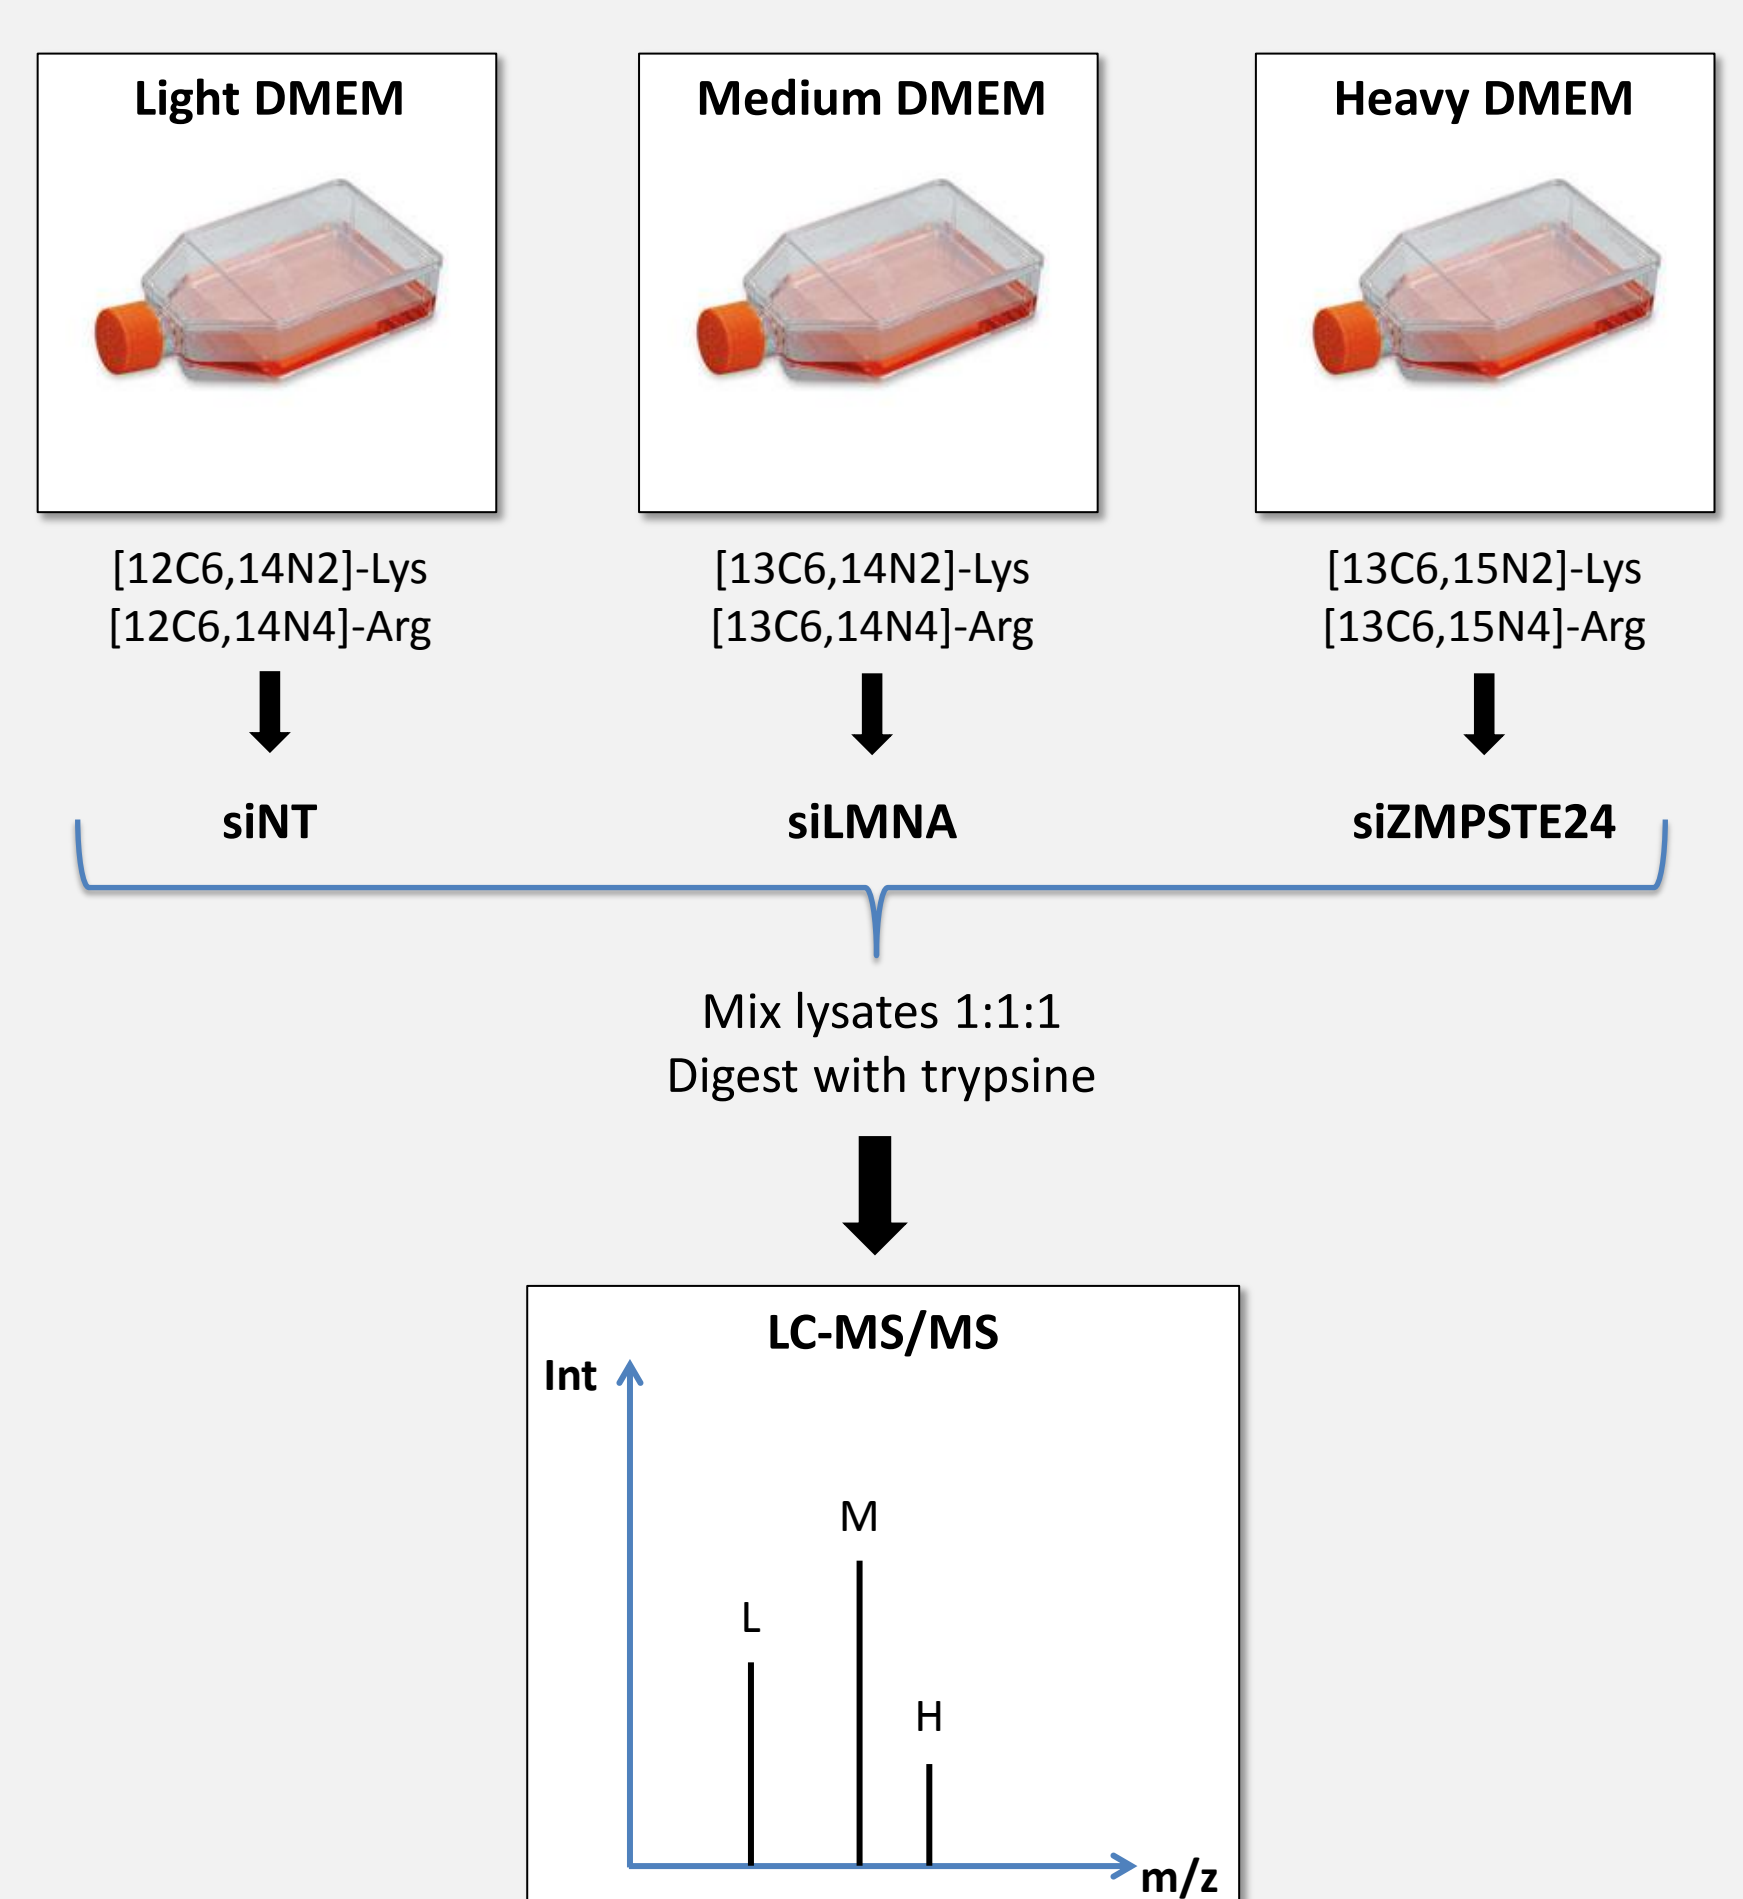 Light DMEM
Medium DMEM
Heavy DMEM
[12C6,14N2]-Lys
[12C6,14N4]-Arg
[13C6,14N2]-Lys
[13C6,14N4]-Arg
[13C6,15N2]-Lys
[13C6,15N4]-Arg
siNT
siLMNA
siZMPSTE24
Mix lysates 1:1:1
Digest with trypsine
LC-MS/MS
Int
M
L
H
m/z